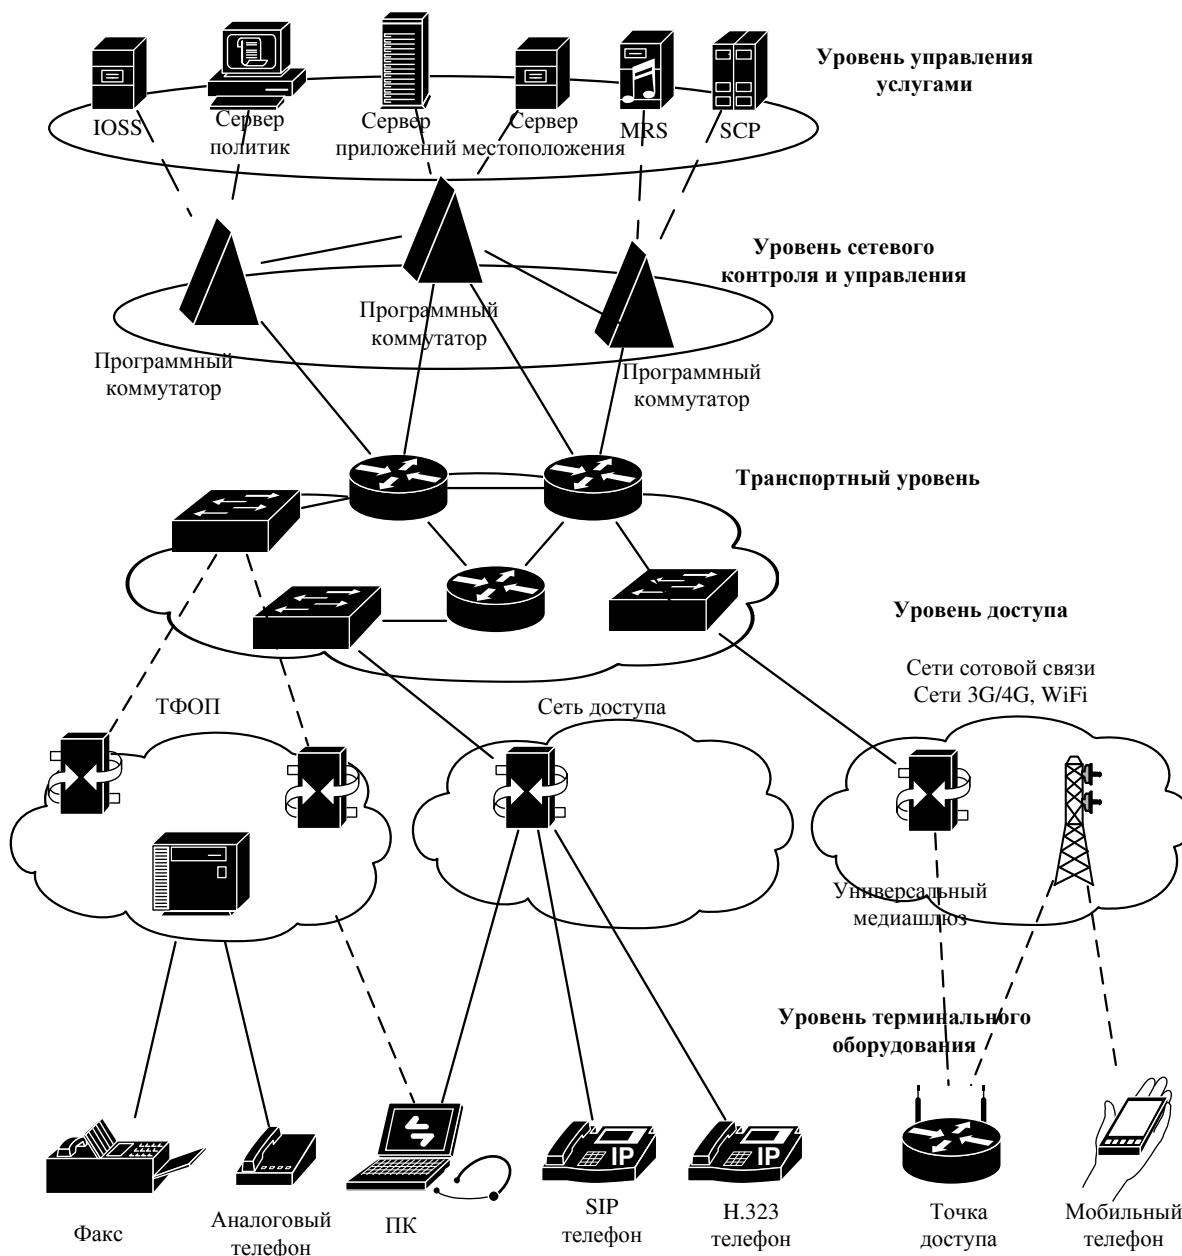 Уровень управления
услугами
IOSS
Сервер
политик
Сервер
приложений
Сервер
местоположения
MRS
SCP
Уровень сетевого
контроля и управления
Программный
коммутатор
Программный
коммутатор
Программный
коммутатор
Транспортный уровень
Уровень доступа
Сети сотовой связи
Сети 3G/4G, WiFi
ТФОП
Сеть доступа
Универсальный
медиашлюз
Уровень терминального
оборудования
IP
IP
Факс
Аналоговый
телефон
ПК
SIP
телефон
H.323
телефон
Точка
доступа
Мобильный
телефон